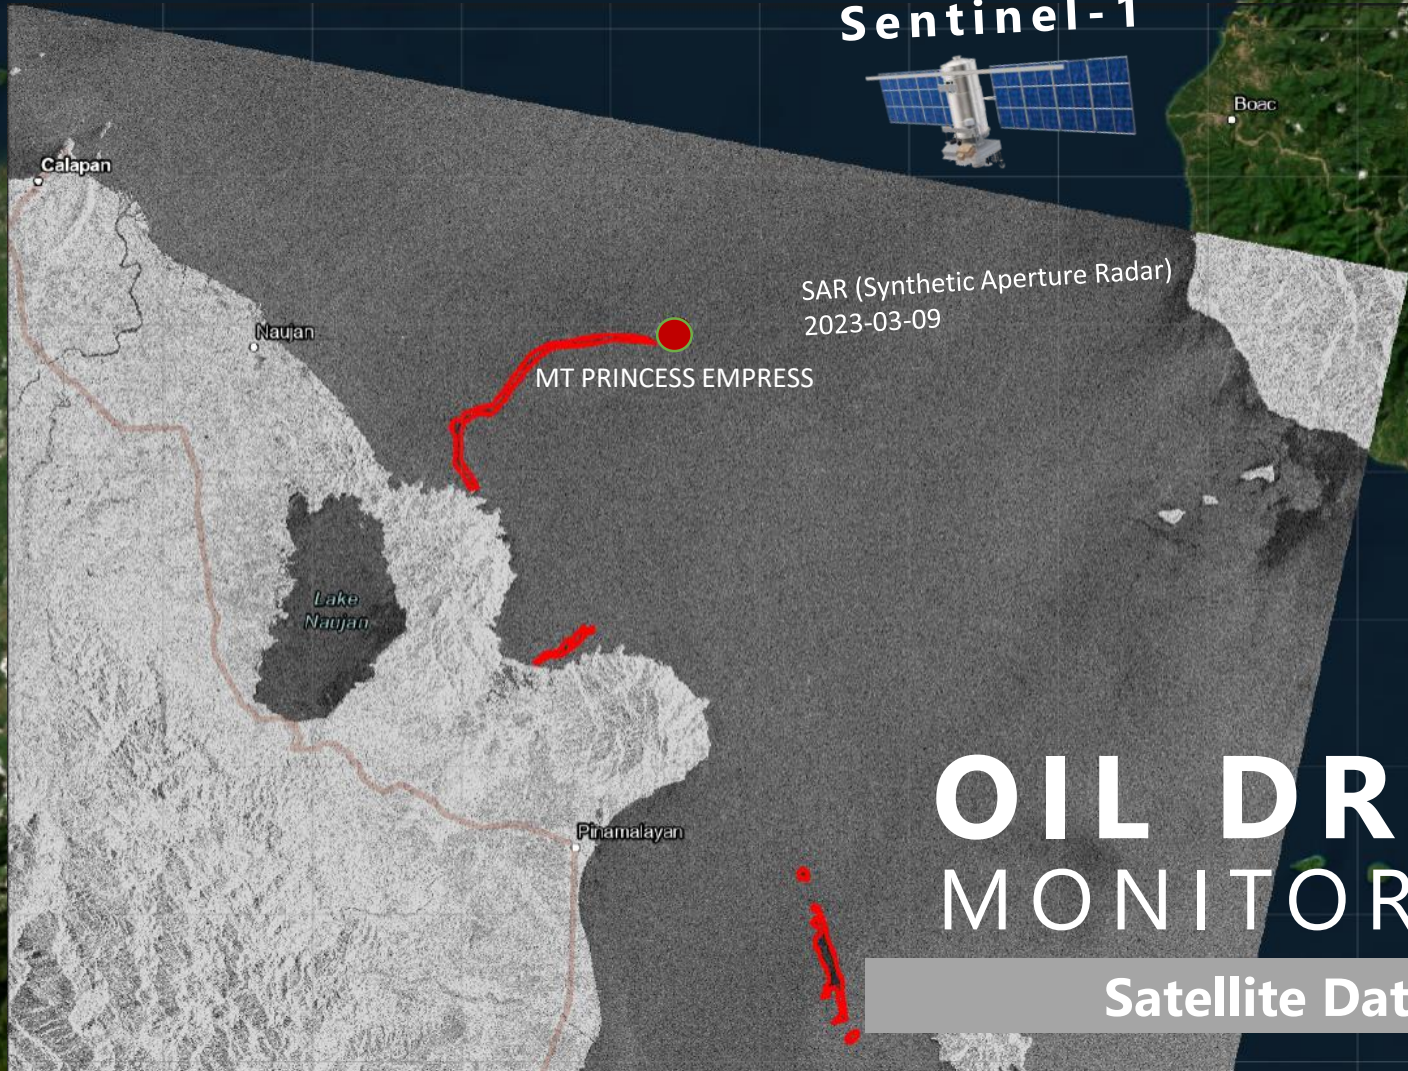 Sentinel-1
Boac
Calapan
SAR (Synthetic Aperture Radar)
2023-03-09
Naujan
MT PRINCESS EMPRESS
Lake
Naujan
OIL DR
MONITOR
Pinamalayan
Satellite Dat